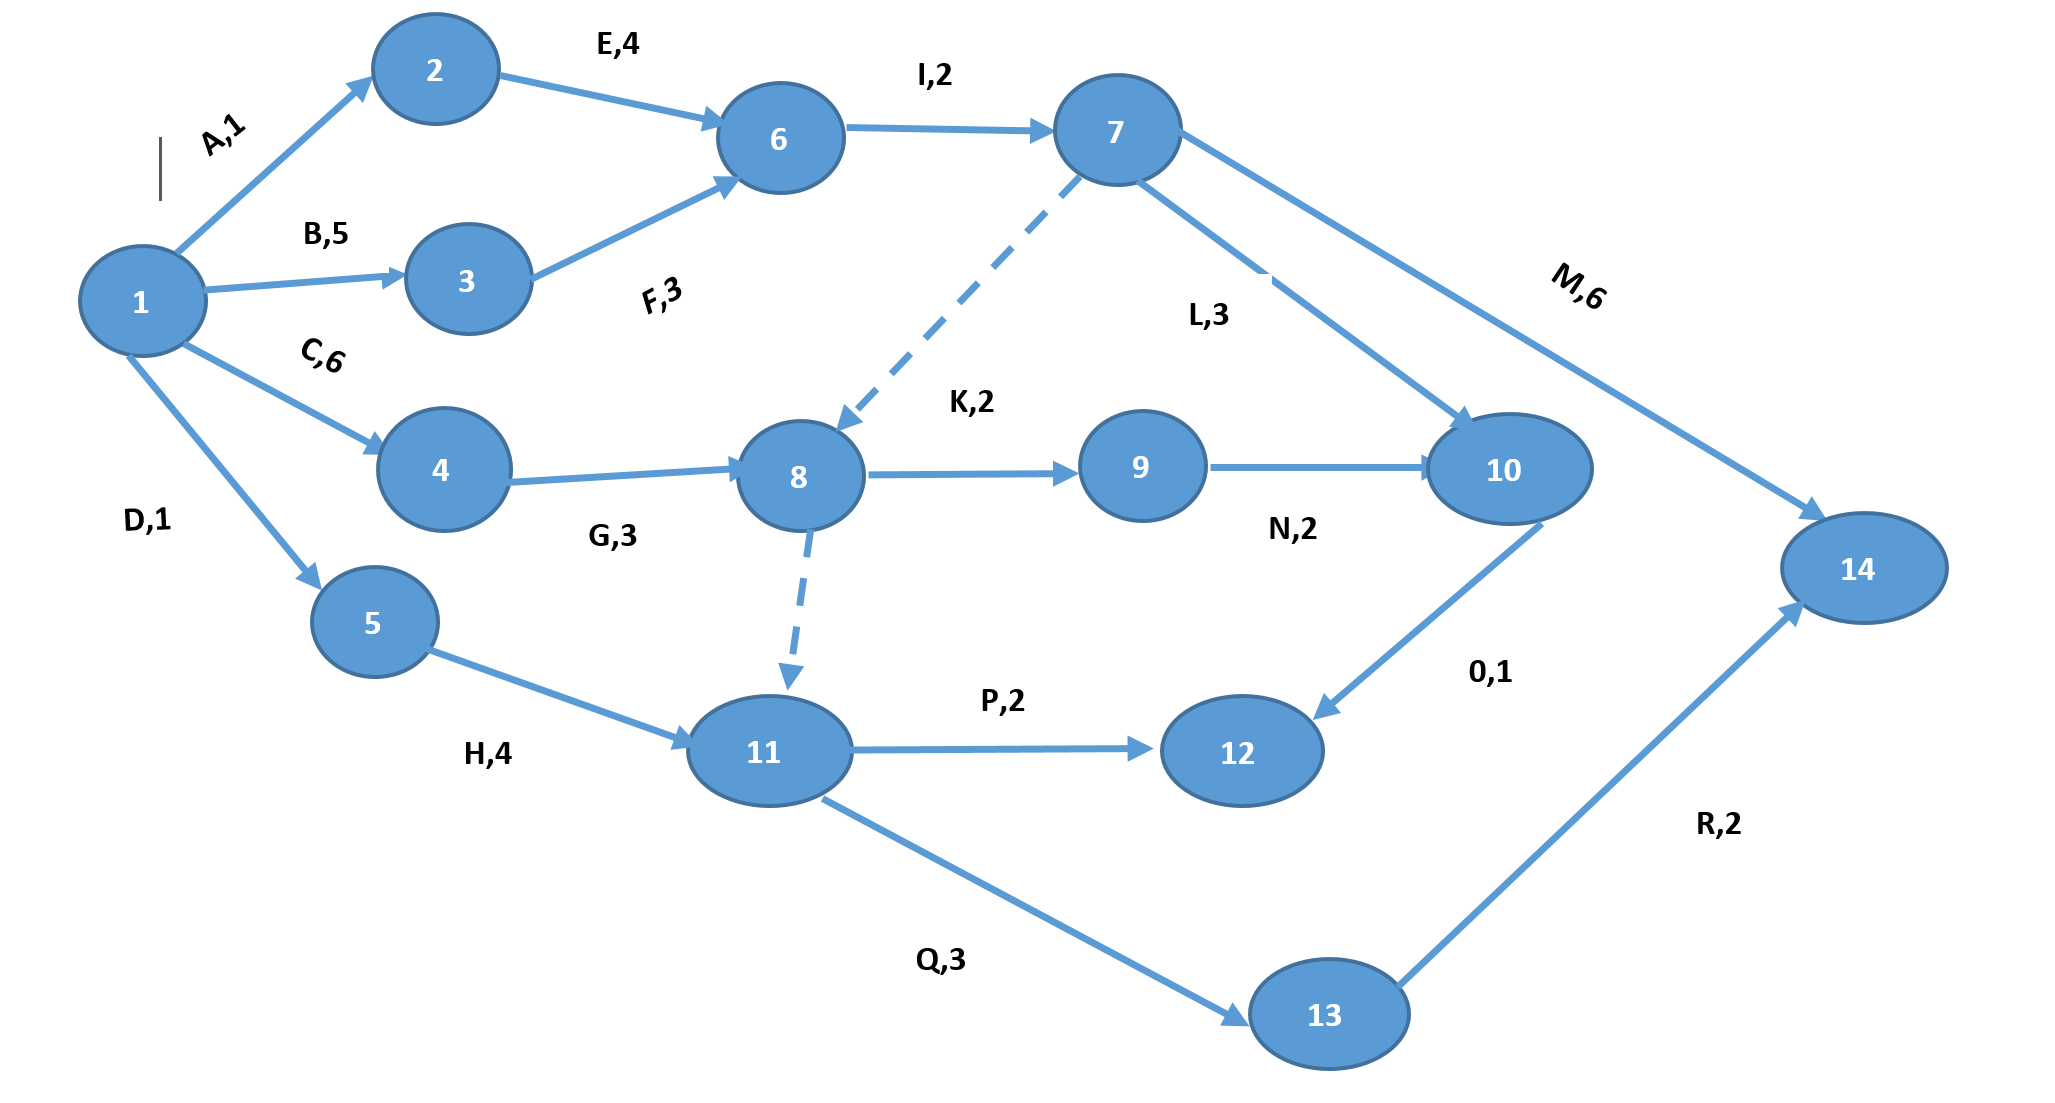 E,4
2
I,2
6
7
A,1
B,5
M,6
3
F,3
1
L,3
C,6
K,2
4
8
9
10
D,1
G,3
N,2
14
5
0,1
P,2
H,4
11
12
R,2
Q,3
13